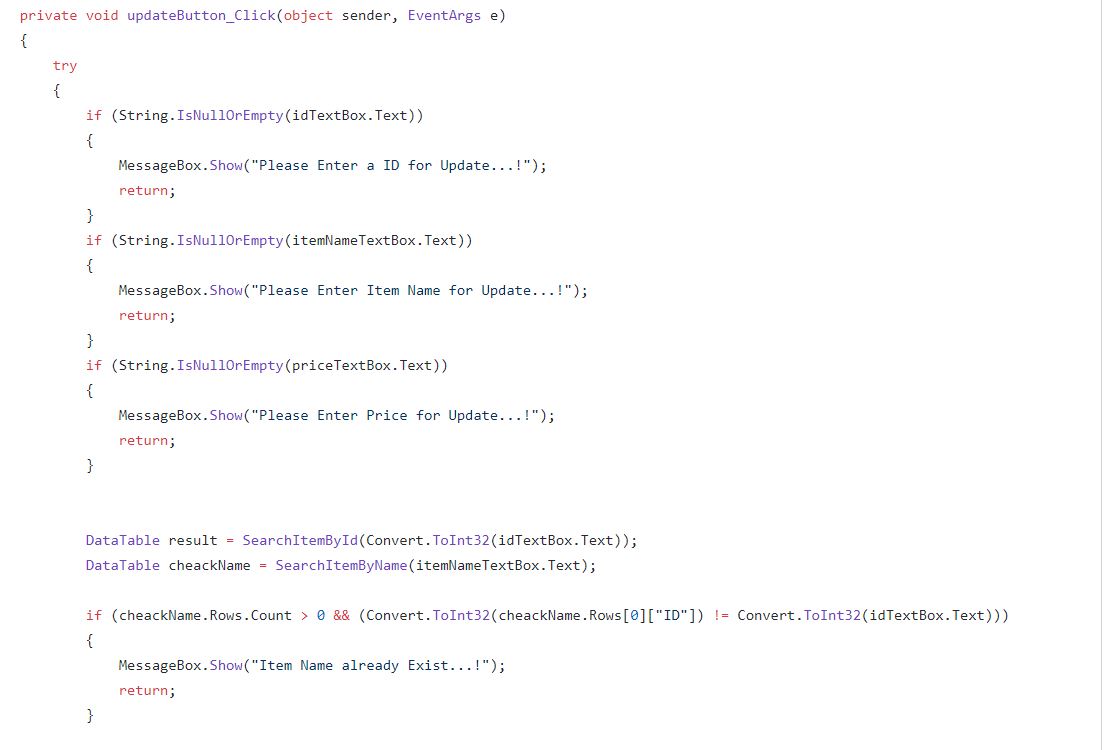 private void updateButton_Click(object sender, EventArgs e)
{
    try
    {
        if (String.IsNullOrEmpty(idTextBox.Text))
        {
            MessageBox.Show("Please Enter a ID for Update...!");
            return;
        }
        if (String.IsNullOrEmpty(itemNameTextBox.Text))
        {
            MessageBox.Show("Please Enter Item Name for Update...!");
            return;
        }
        if (String.IsNullOrEmpty(priceTextBox.Text))
        {
            MessageBox.Show("Please Enter Price for Update...!");
            return;
        }
        DataTable result = SearchItemById(Convert.ToInt32(idTextBox.Text));
        DataTable cheackName = SearchItemByName(itemNameTextBox.Text);
        if (cheackName.Rows.Count > 0 && (Convert.ToInt32(cheackName.Rows[0]["ID"]) != Convert.ToInt32(idTextBox.Text)))
        {
            MessageBox.Show("Item Name already Exist...!");
            return;
        }